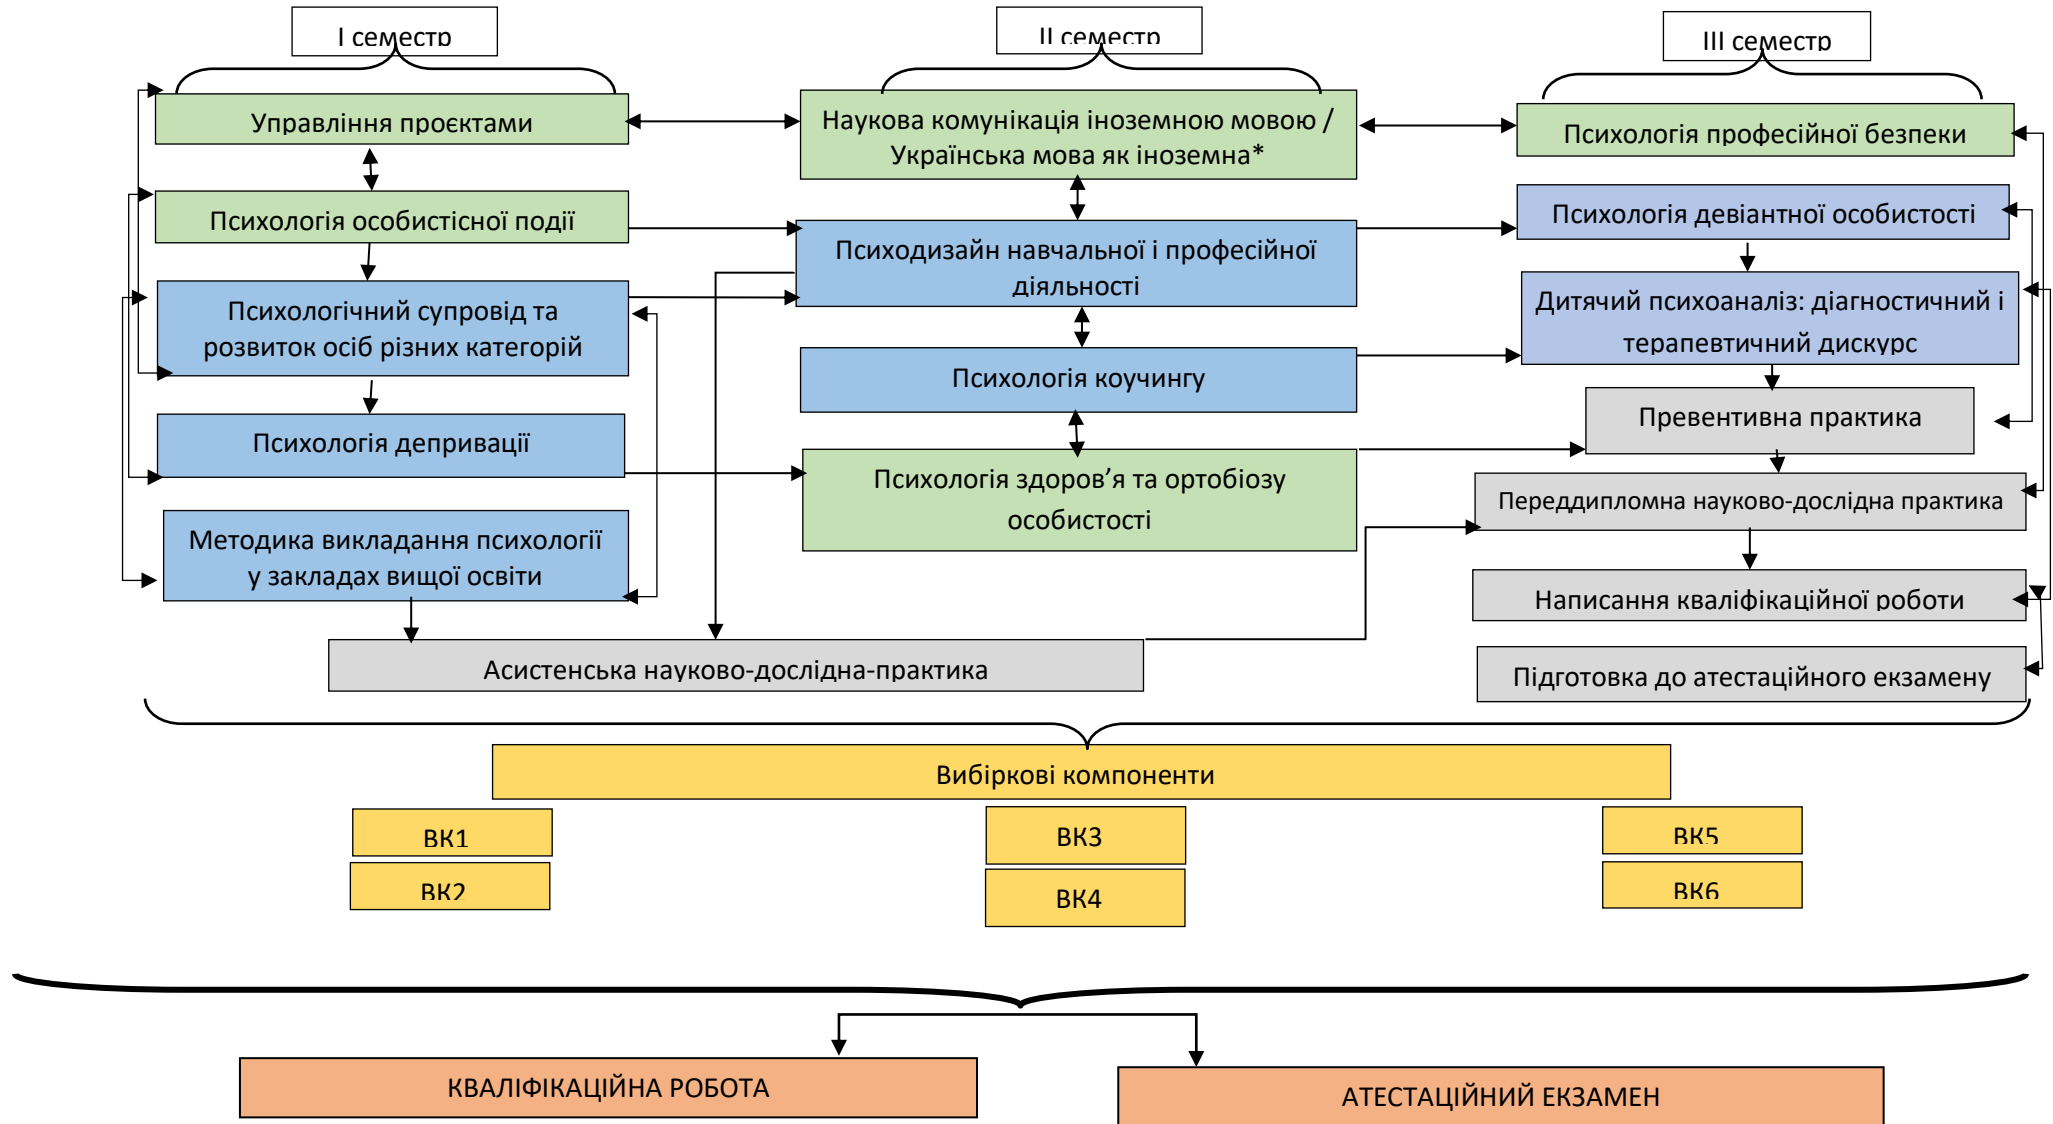 І семестр
ІІ семестр
ІІІ семестр
Управління проєктами
Наукова комунікація іноземною мовою /
Українська мова як іноземна*
Психологія професійної безпеки
Психологія особистісної події
Психодизайн навчальної і професійної
діяльності
Психологія девіантної особистості
Психологічний супровід та
розвиток осіб різних категорій
Дитячий психоаналіз: діагностичний і
терапевтичний дискурс
Психологія коучингу
Психологія депривації
Превентивна практика
Психологія здоров’я та ортобіозу
особистості
Переддипломна науково-дослідна практика
Методика викладання психології
у закладах вищої освіти
Написання кваліфікаційної роботи
Асистенська науково-дослідна-практика
Підготовка до атестаційного екзамену
Вибіркові компоненти
ВК1
ВК3
ВК5
ВК2
ВК4
ВК6
КВАЛІФІКАЦІЙНА РОБОТА
АТЕСТАЦІЙНИЙ ЕКЗАМЕН